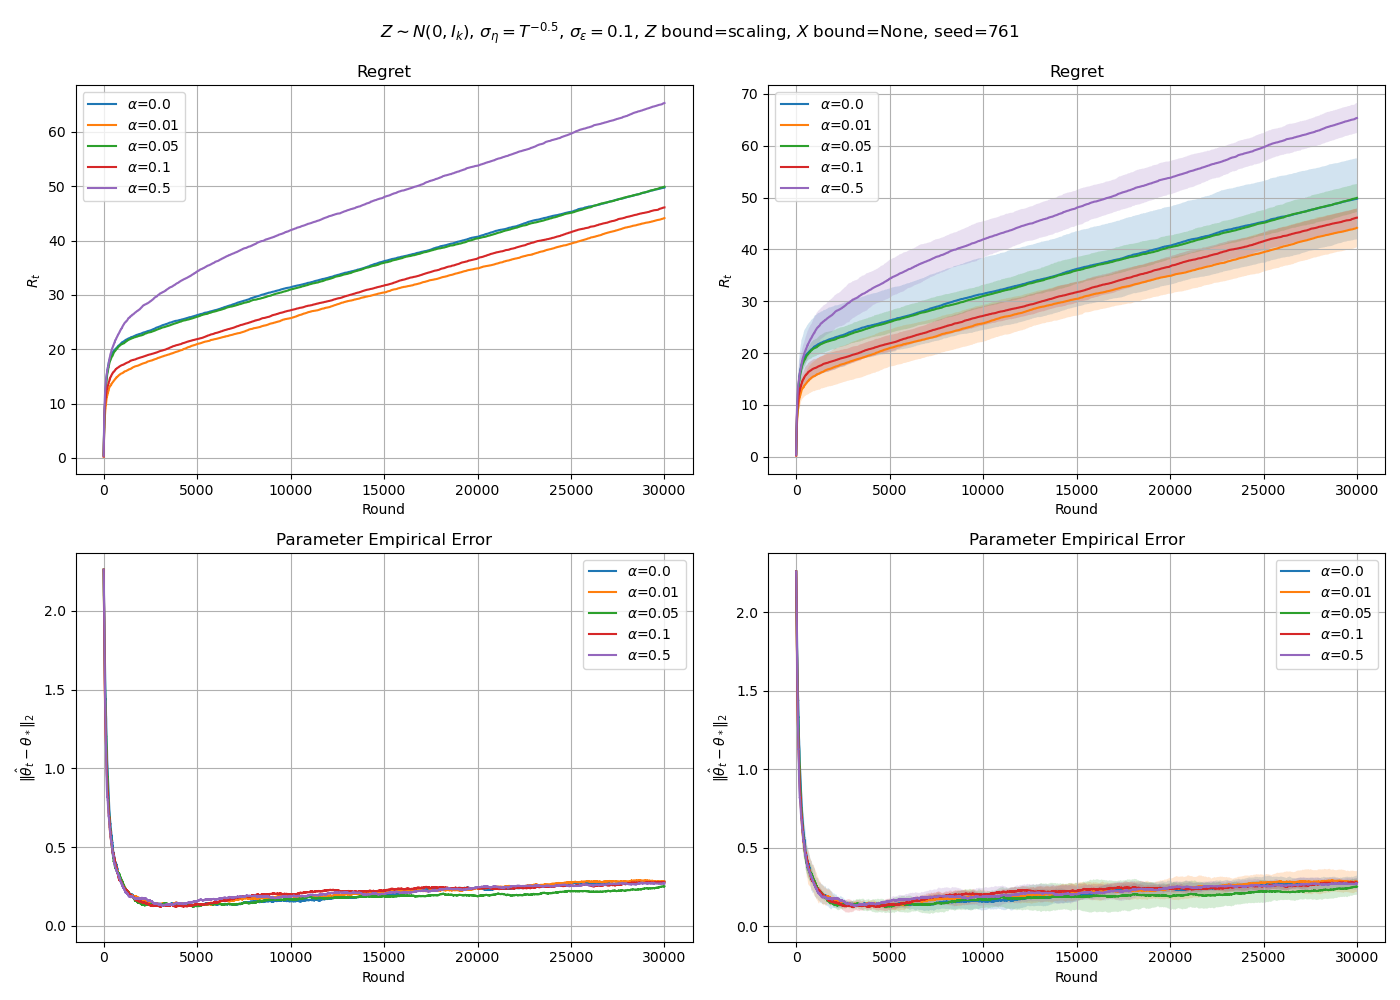 Z ∼ N(0, I_k), σ_η = T^{−0.5}, σ_ε = 0.1, Z bound=scaling, X bound=None, seed=761
Regret
R_t
60
50
40
30
20
10
0
α=0.0
α=0.01
α=0.05
α=0.1
α=0.5
0 5000 10000 15000 20000 25000 30000
Round
Regret
R_t
70
60
50
40
30
20
10
0
α=0.0
α=0.01
α=0.05
α=0.1
α=0.5
0 5000 10000 15000 20000 25000 30000
Round
Parameter Empirical Error
‖θ̂_t − θ_*‖_2
2.0
1.5
1.0
0.5
0.0
α=0.0
α=0.01
α=0.05
α=0.1
α=0.5
0 5000 10000 15000 20000 25000 30000
Round
Parameter Empirical Error
‖θ̂_t − θ_*‖_2
2.0
1.5
1.0
0.5
0.0
α=0.0
α=0.01
α=0.05
α=0.1
α=0.5
0 5000 10000 15000 20000 25000 30000
Round